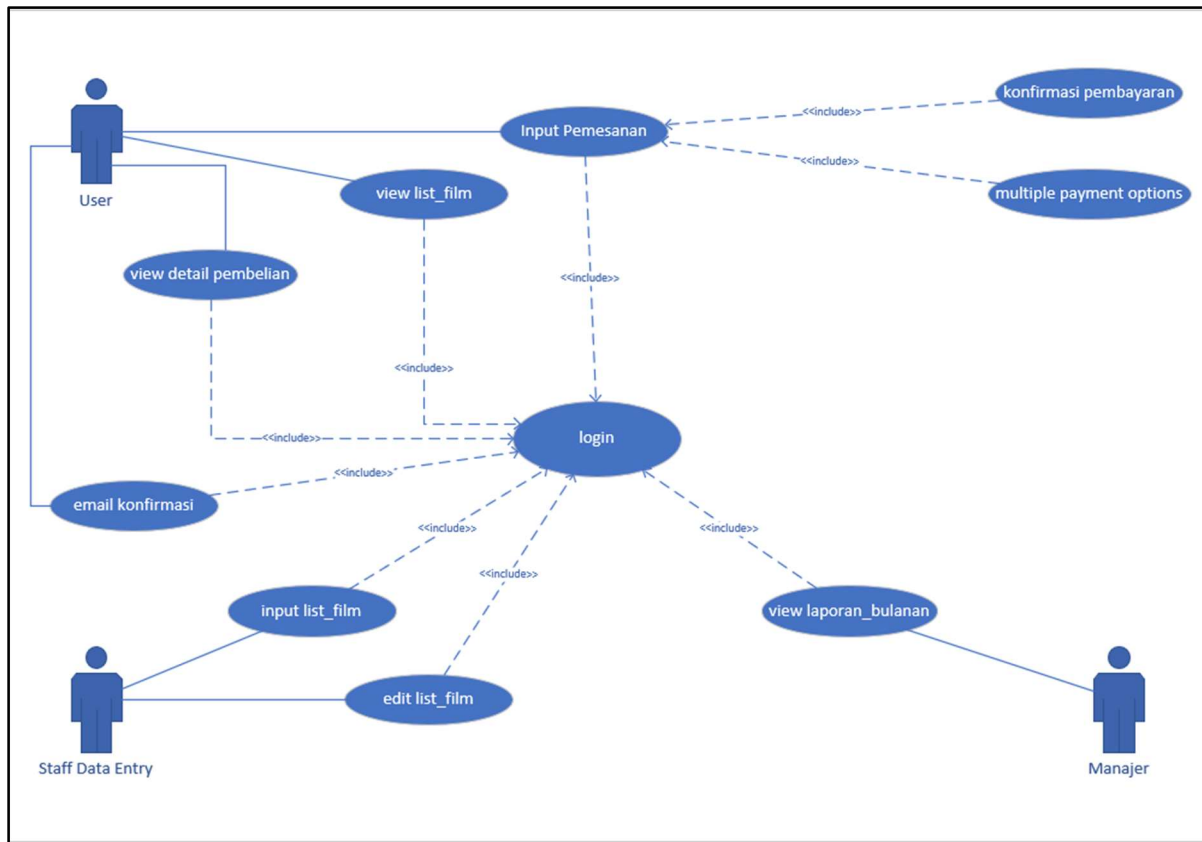 konfirmasi pembayaran
<<include>>
Input Pemesanan
<<include>>
multiple payment options
User
view list_film
view detail pembelian
<<include>>
<<include>>
<<include>>
login
<<include>>
email konfirmasi
<<include>>
<<include>>
<<include>>
input list_film
view laporan_bulanan
edit list_film
Staff Data Entry
Manajer